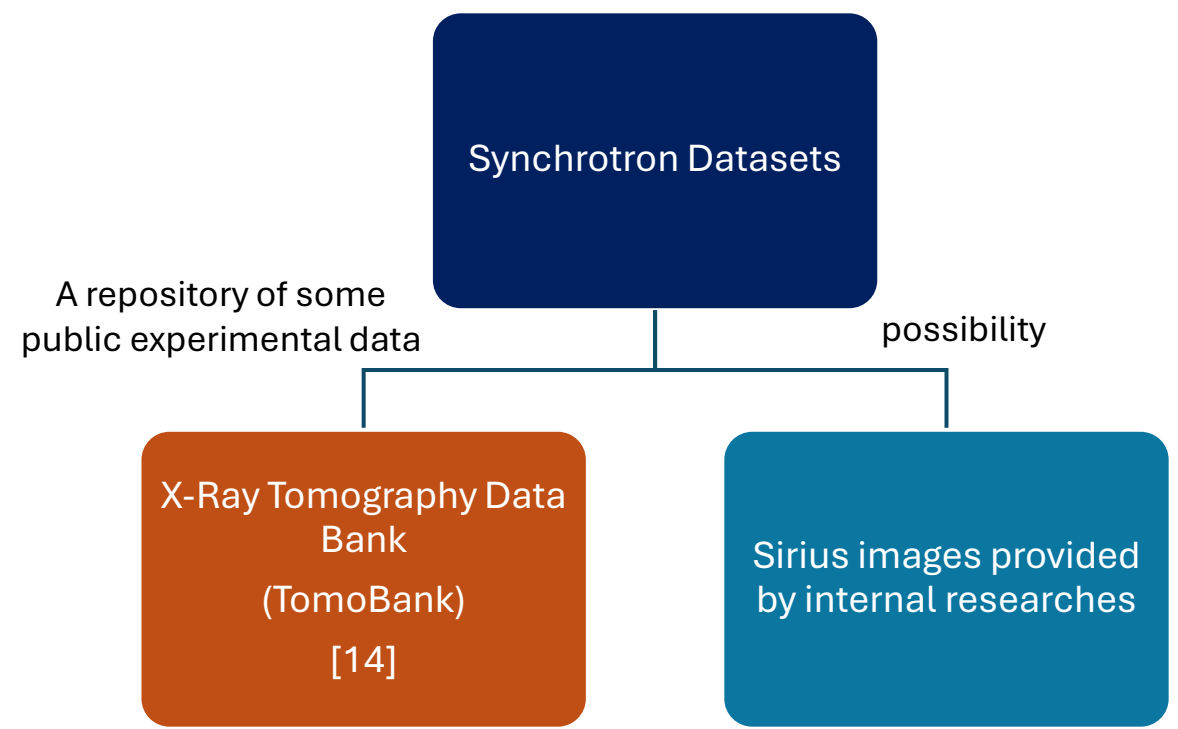 Synchrotron Datasets
A repository of some
public experimental data
possibility
X-Ray Tomography Data
Bank
(TomoBank)
[14]
Sirius images provided
by internal researches